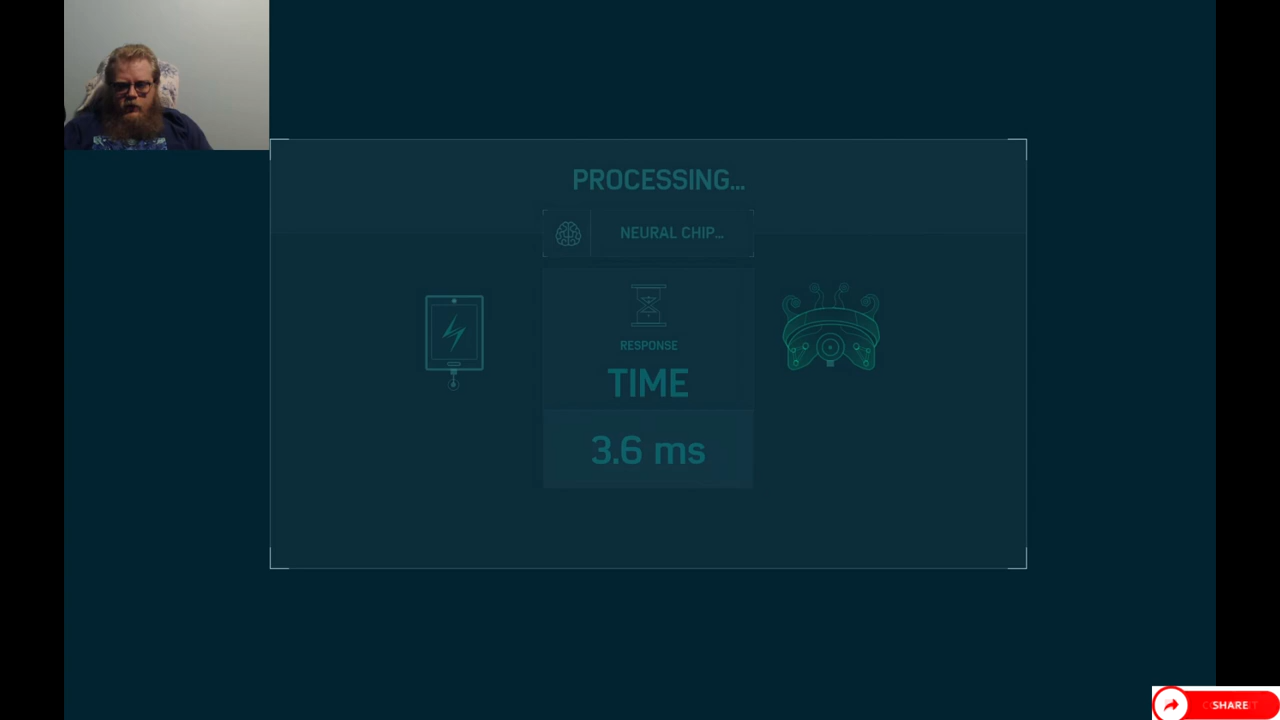 PROCESSING...
NEURAL CHIP...
RESPONSE
TIME
3.6 ms
SHARE